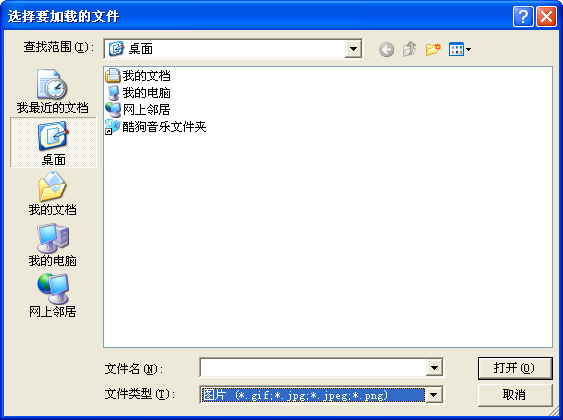 选择要加载的文件
查找范围(I):
桌面
我最近的文档
桌面
我的文档
我的电脑
网上邻居
我的文档
我的电脑
网上邻居
酷狗音乐文件夹
文件名(N):
打开(O)
文件类型(T):
图片 (*.gif;*.jpg;*.jpeg;*.png)
取消